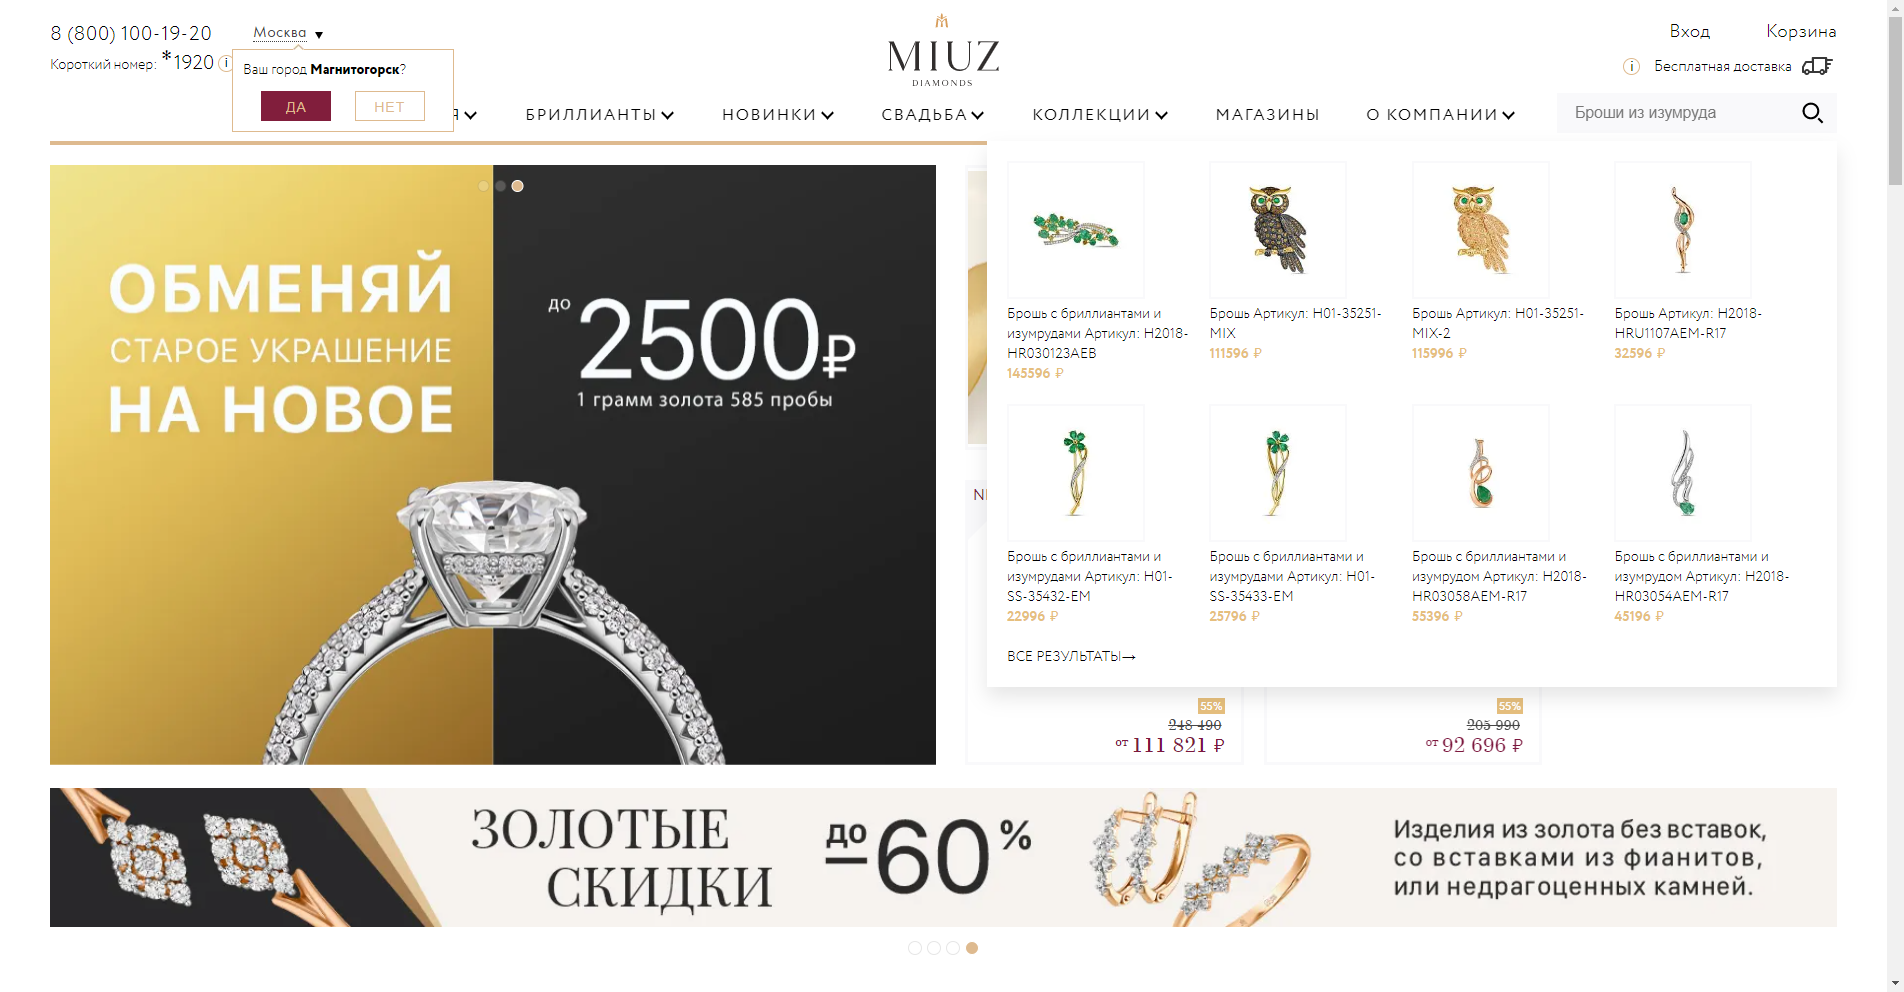 8 (800) 100-19-20
Москва ▼
Короткий номер: *1920
Ваш город Магнитогорск?
ДА
НЕТ
MIUZ
DIAMONDS
Вход
Корзина
Бесплатная доставка
Я
БРИЛЛИАНТЫ
НОВИНКИ
СВАДЬБА
КОЛЛЕКЦИИ
МАГАЗИНЫ
О КОМПАНИИ
Броши из изумруда
ОБМЕНЯЙ
СТАРОЕ УКРАШЕНИЕ
НА НОВОЕ
до 2500₽
1 грамм золота 585 пробы
Брошь с бриллиантами и
изумрудами Артикул: H2018-
HR030123AEB
145596 ₽
Брошь Артикул: H01-35251-
MIX
111596 ₽
Брошь Артикул: H01-35251-
MIX-2
115996 ₽
Брошь Артикул: H2018-
HRU1107AEM-R17
32596 ₽
Брошь с бриллиантами и
изумрудами Артикул: H01-
SS-35432-EM
22996 ₽
Брошь с бриллиантами и
изумрудами Артикул: H01-
SS-35433-EM
25796 ₽
Брошь с бриллиантами и
изумрудом Артикул: H2018-
HR03058AEM-R17
55396 ₽
Брошь с бриллиантами и
изумрудом Артикул: H2018-
HR03054AEM-R17
45196 ₽
ВСЕ РЕЗУЛЬТАТЫ→
55%
248 490
от 111 821 ₽
55%
205 990
от 92 696 ₽
ЗОЛОТЫЕ
СКИДКИ
до 60%
Изделия из золота без вставок,
со вставками из фианитов,
или недрагоценных камней.